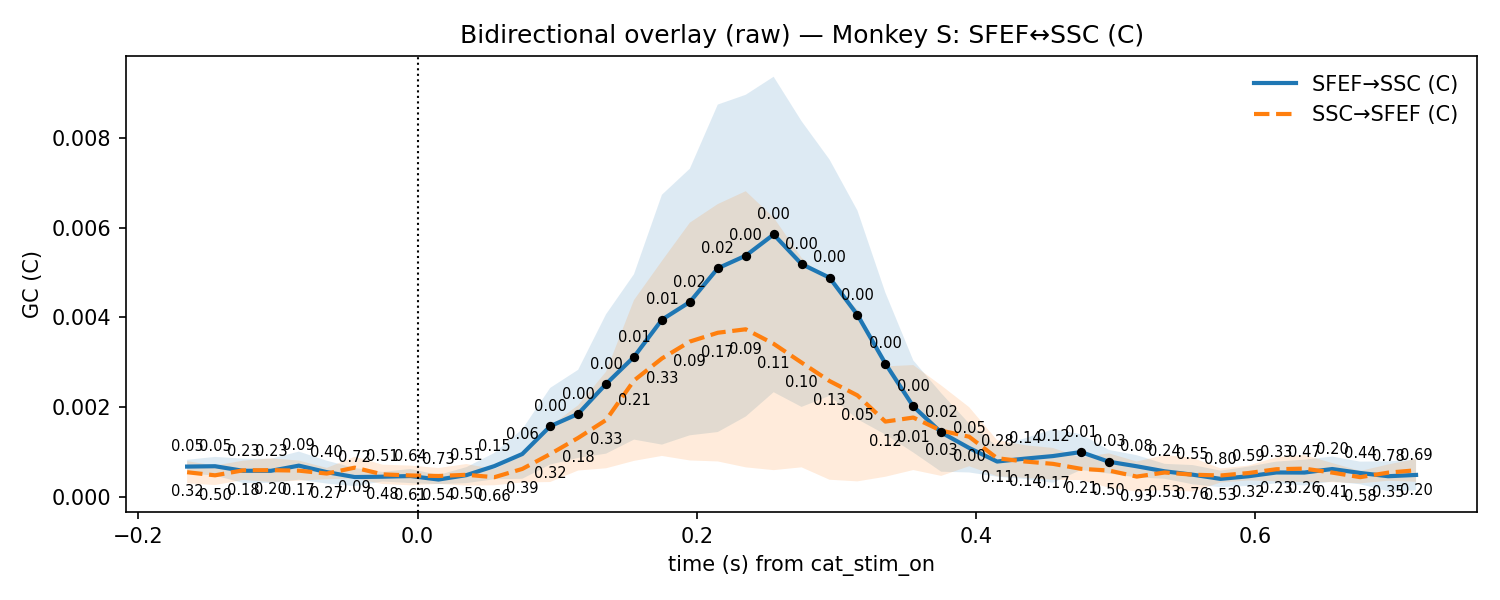 Bidirectional overlay (raw) — Monkey S: SFEF↔SSC (C)
SFEF→SSC (C)
SSC→SFEF (C)
GC (C)
0.008
0.006
0.004
0.002
0.000
0.05 0.05 0.23 0.23 0.09 0.40 0.72 0.51 0.64 0.73 0.51 0.15 0.06 0.00 0.00 0.00 0.01 0.01 0.02 0.02 0.00 0.00 0.00 0.00 0.00 0.00 0.00 0.02 0.05 0.28 0.14 0.12 0.01 0.03 0.08 0.24 0.55 0.80 0.59 0.33 0.47 0.20 0.44 0.78 0.69
0.32 0.50 0.18 0.20 0.17 0.27 0.09 0.48 0.61 0.54 0.50 0.66 0.39 0.32 0.18 0.33 0.21 0.33 0.09 0.17 0.09 0.11 0.10 0.13 0.05 0.12 0.01 0.03 0.00 0.11 0.14 0.17 0.21 0.50 0.93 0.53 0.76 0.53 0.32 0.23 0.26 0.41 0.58 0.35 0.20
−0.2 0.0 0.2 0.4 0.6
time (s) from cat_stim_on